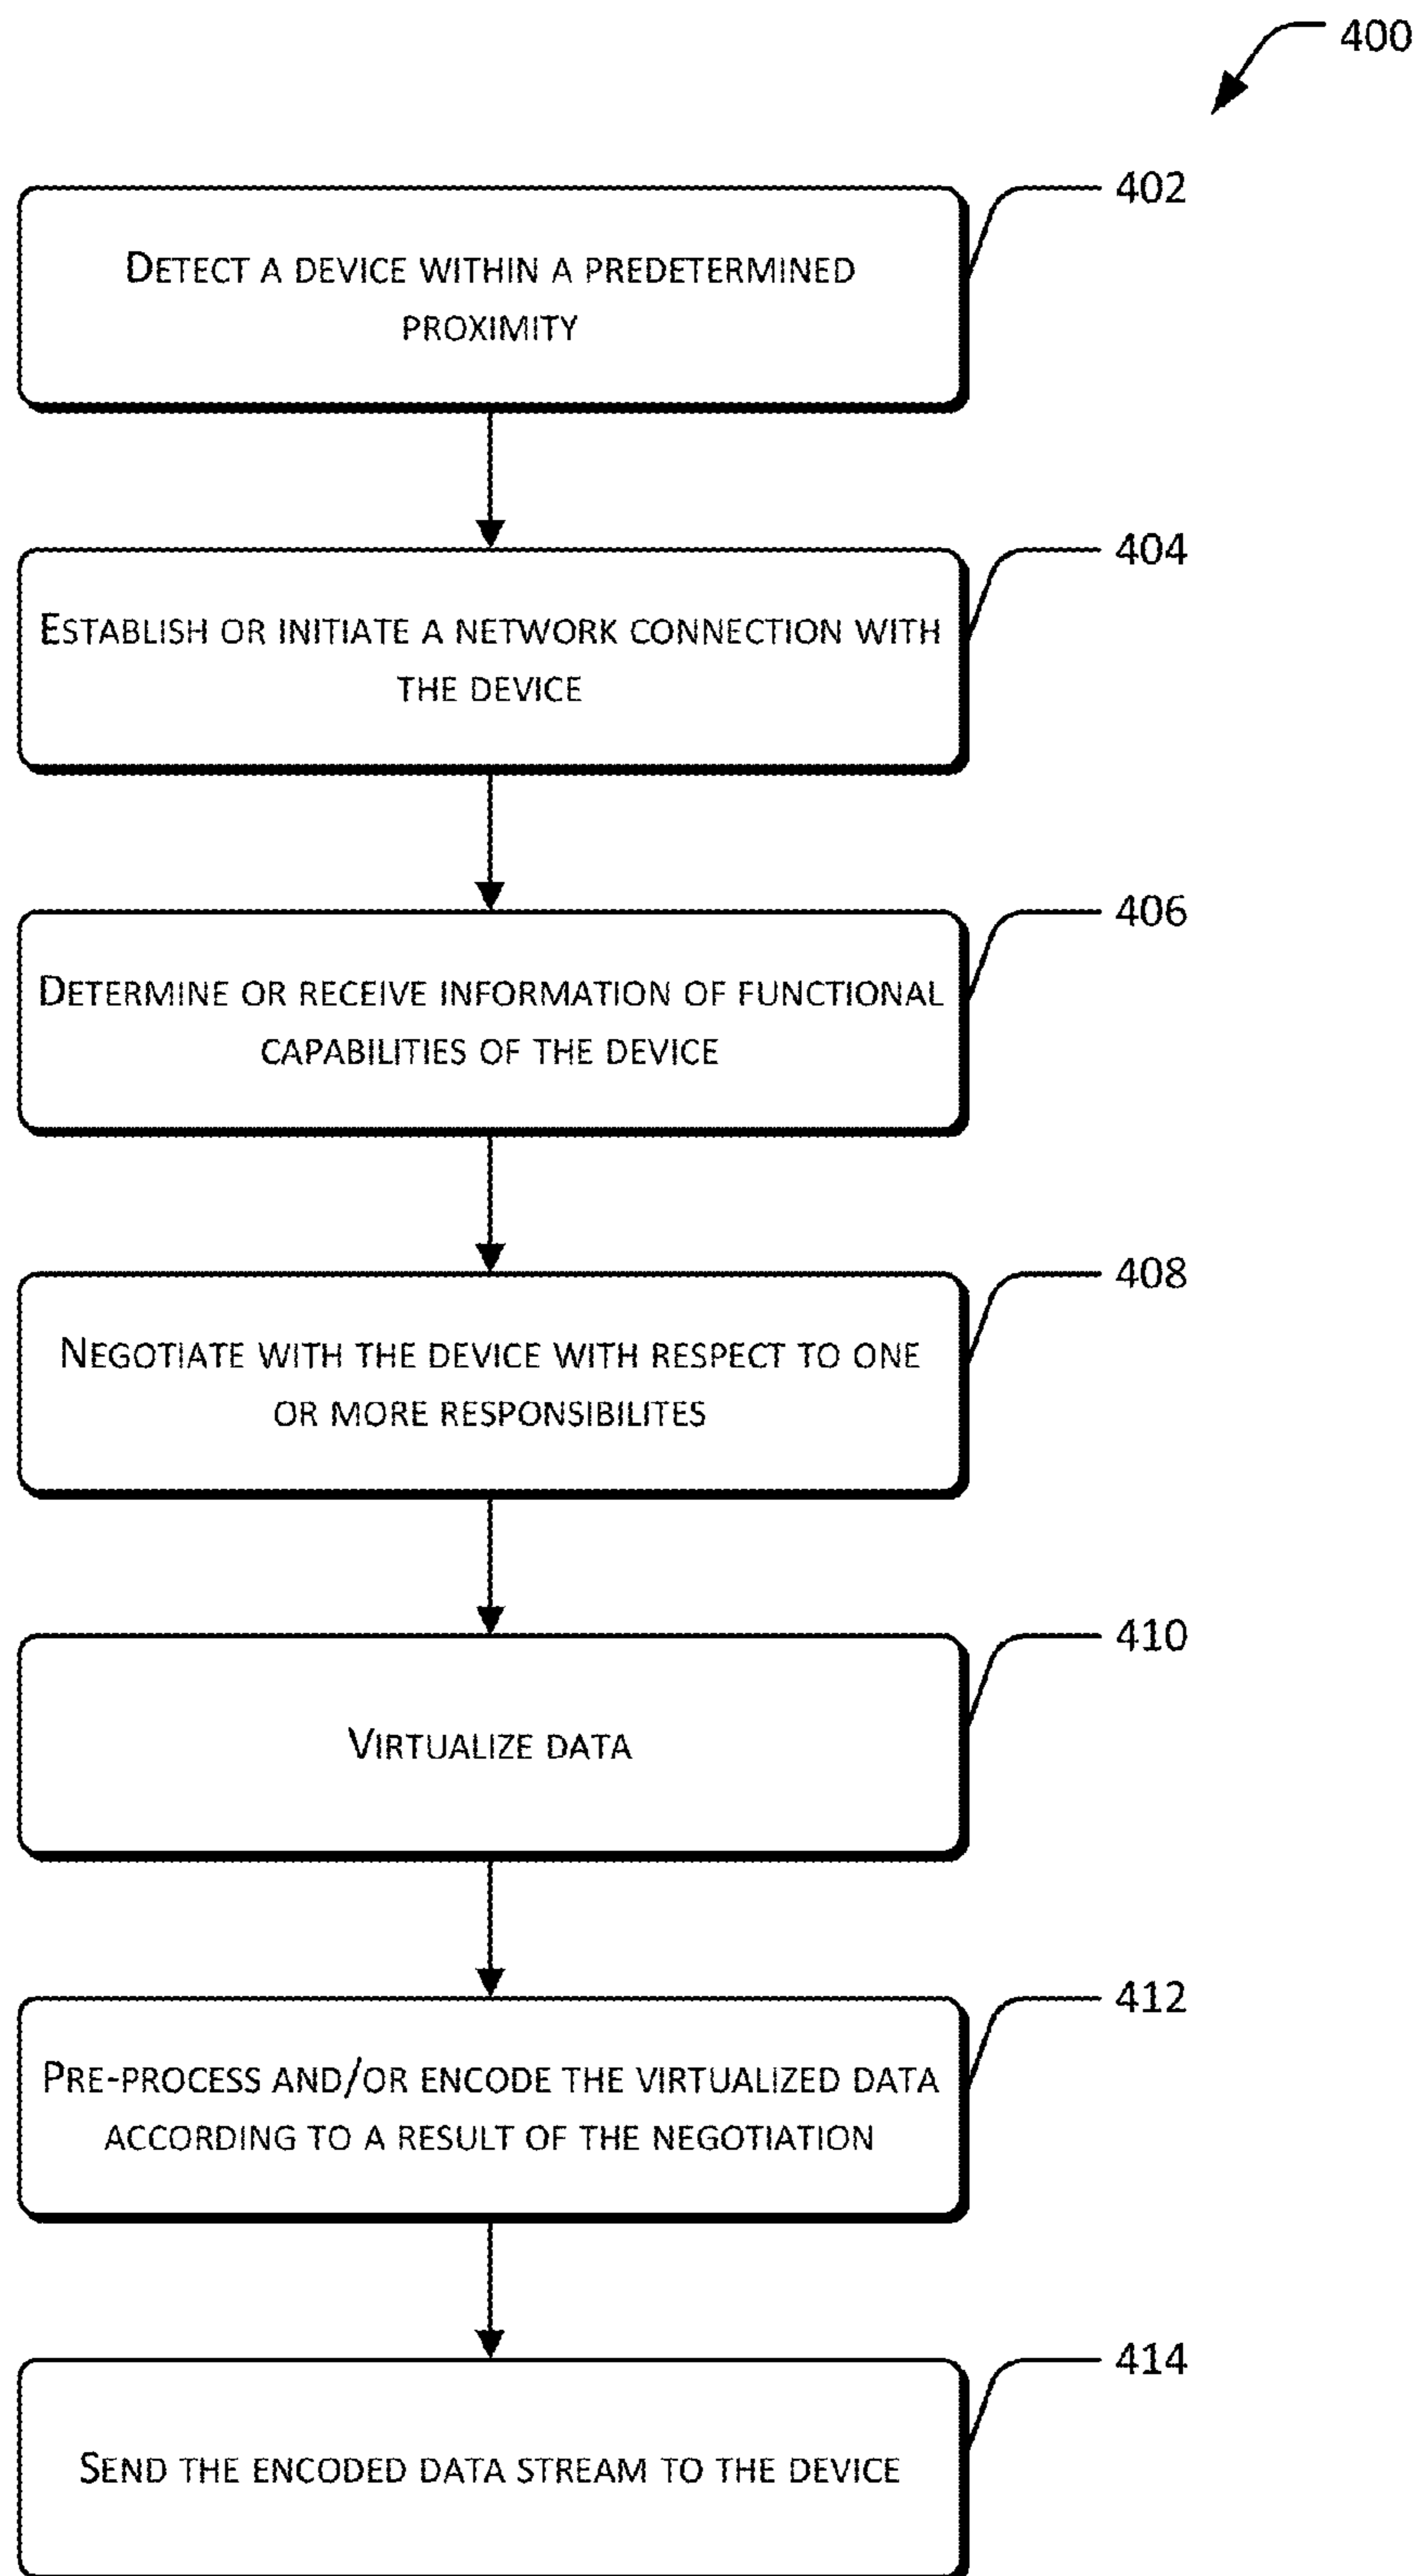 400
402
DETECT A DEVICE WITHIN A PREDETERMINED
PROXIMITY
404
ESTABLISH OR INITIATE A NETWORK CONNECTION WITH
THE DEVICE
406
DETERMINE OR RECEIVE INFORMATION OF FUNCTIONAL
CAPABILITIES OF THE DEVICE
408
NEGOTIATE WITH THE DEVICE WITH RESPECT TO ONE
OR MORE RESPONSIBILITES
410
VIRTUALIZE DATA
412
PRE-PROCESS AND/OR ENCODE THE VIRTUALIZED DATA
ACCORDING TO A RESULT OF THE NEGOTIATION
414
SEND THE ENCODED DATA STREAM TO THE DEVICE